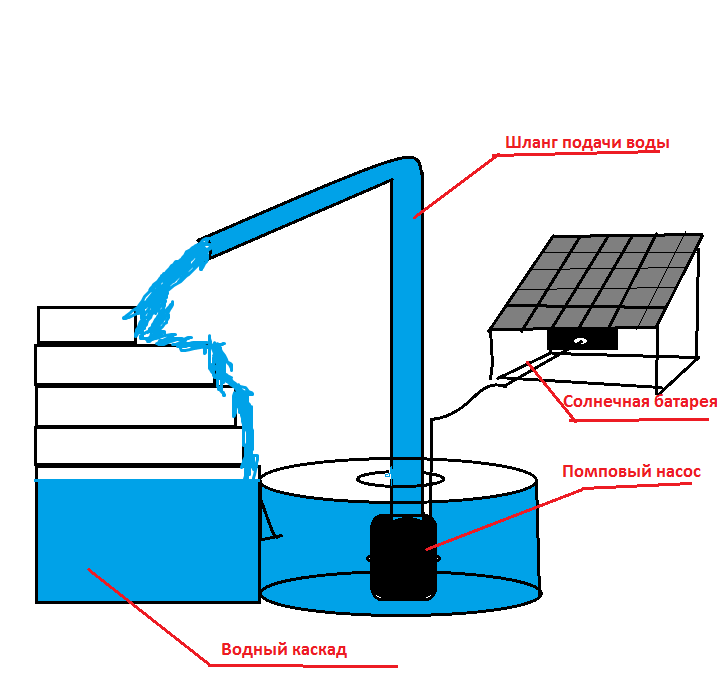 Шланг подачи воды
Солнечная батарея
Помповый насос
Водный каскад